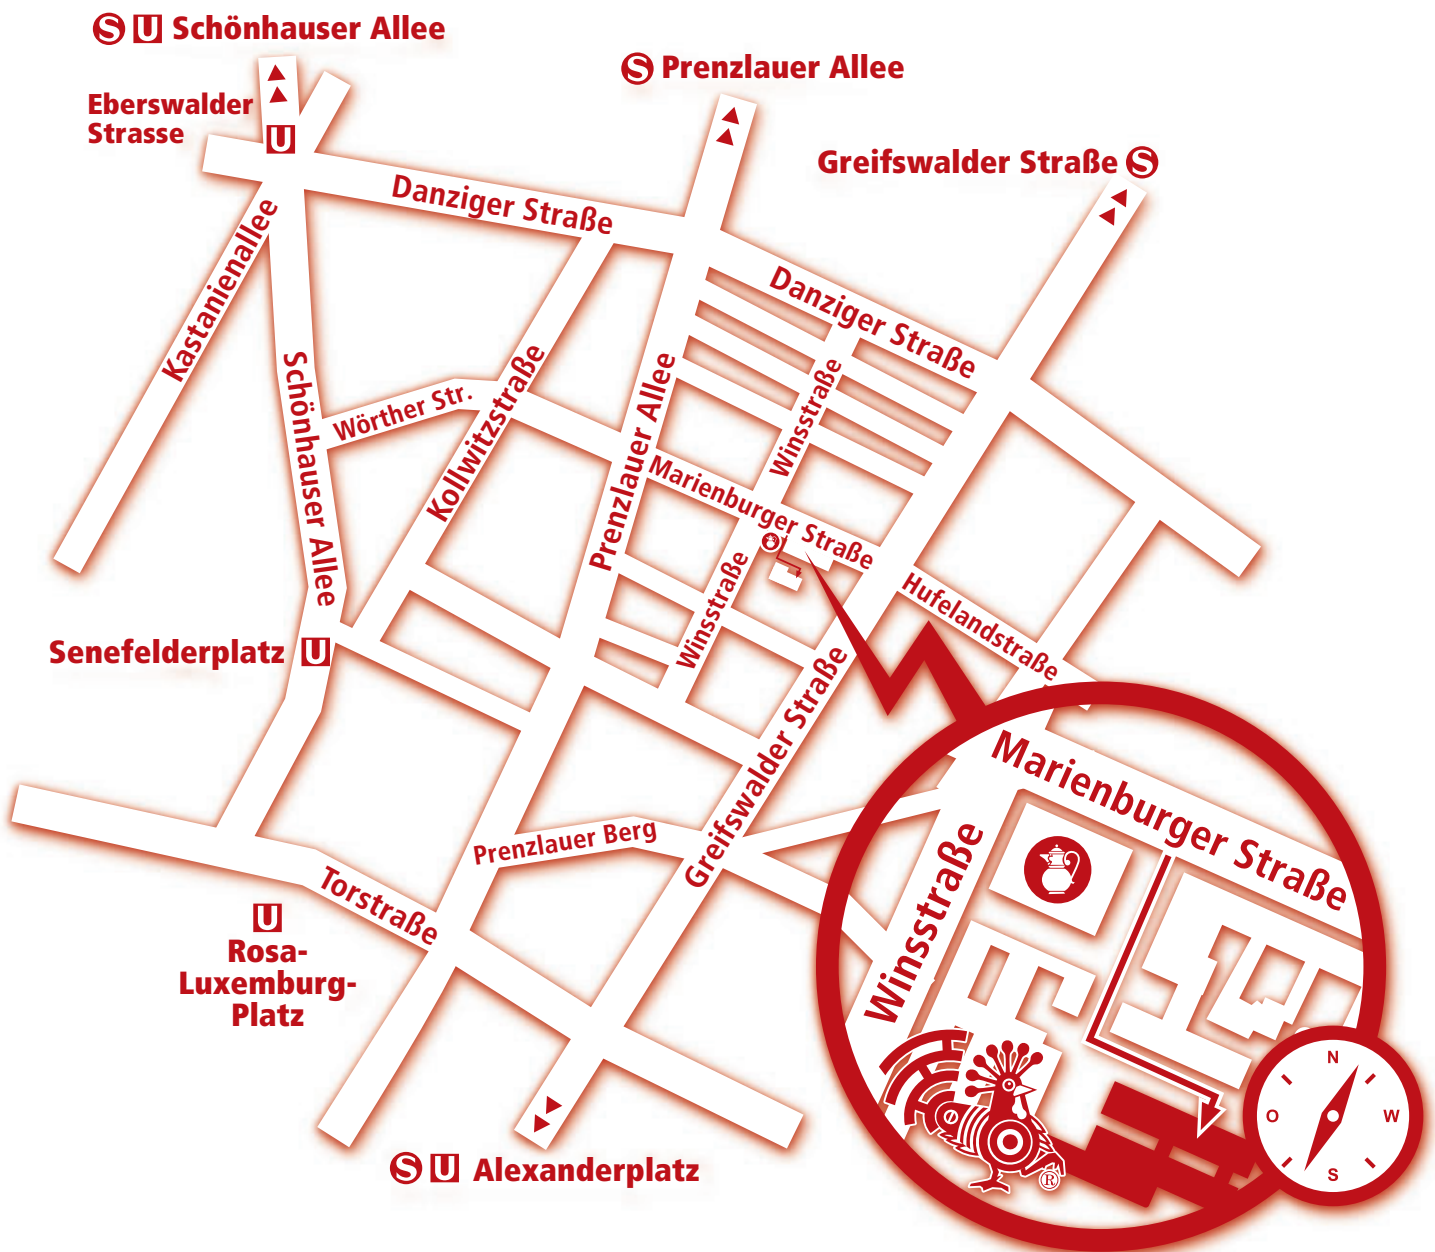 S U Schönhauser Allee
S Prenzlauer Allee
Eberswalder
Strasse
U
Greifswalder Straße S
Danziger Straße
Kastanienallee
Danziger Straße
Schönhauser Allee
Wörther Str.
Kollwitzstraße
Prenzlauer Allee
Winsstraße
Marienburger Straße
Winsstraße
Hufelandstraße
Senefelderplatz U
Greifswalder Straße
Prenzlauer Berg
Torstraße
U
Rosa-
Luxemburg-
Platz
Marienburger Straße
Winsstraße
N
O W
S
®
S U Alexanderplatz